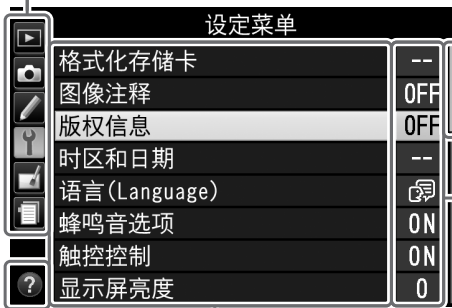 设定菜单
格式化存储卡 --
图像注释 OFF
版权信息 OFF
时区和日期 --
语言(Language)
蜂鸣音选项 ON
触控控制 ON
显示屏亮度 0
?